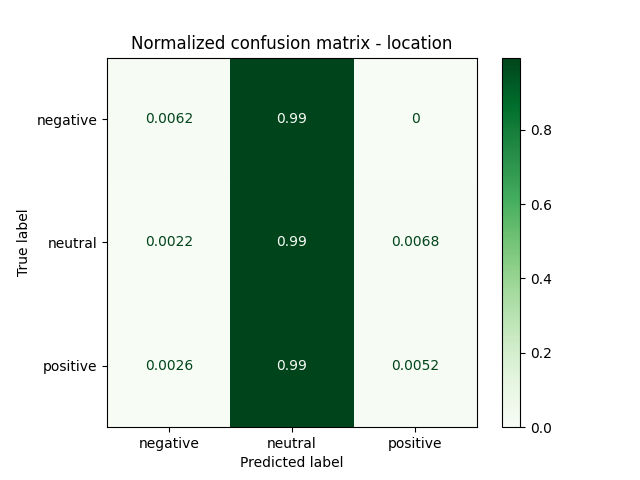 Normalized confusion matrix - location
negative 0.0062 0.99 0
neutral 0.0022 0.99 0.0068
positive 0.0026 0.99 0.0052
negative neutral positive
Predicted label
True label
0.8
0.6
0.4
0.2
0.0